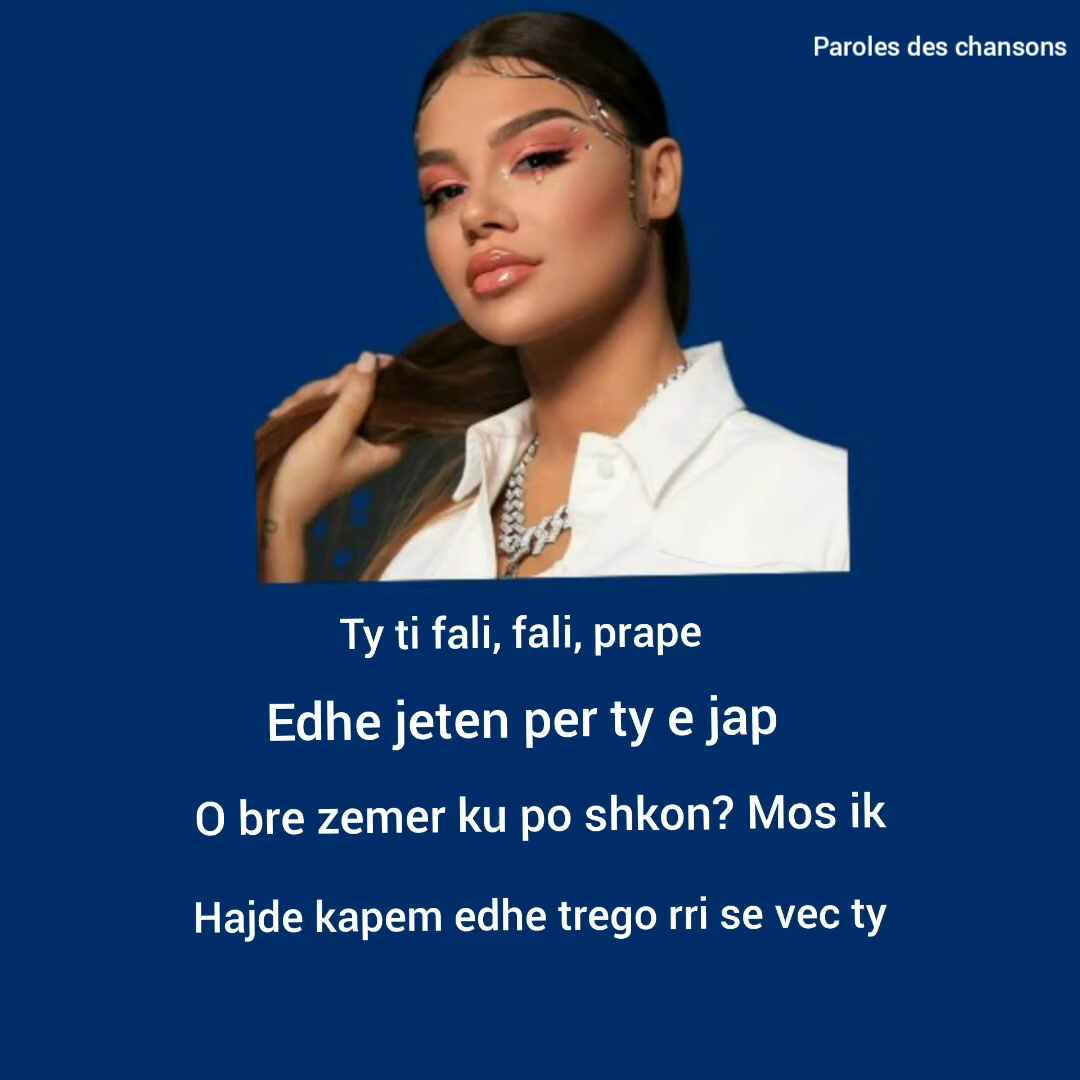 Paroles des chansons
Ty ti fali, fali, prape
Edhe jeten per ty e jap
O bre zemer ku po shkon? Mos ik
Hajde kapem edhe trego rri se vec ty